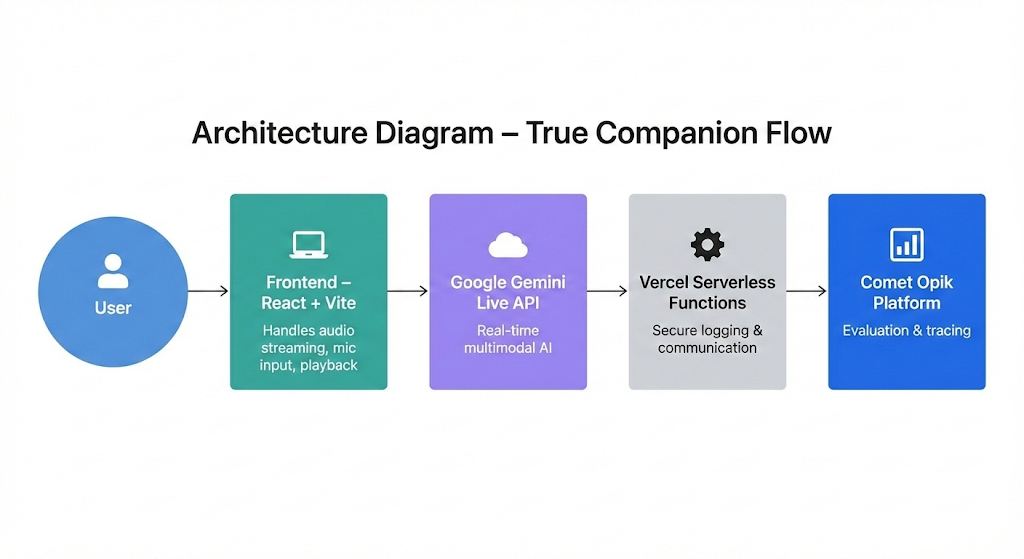 Architecture Diagram – True Companion Flow
User
Frontend –
React + Vite
Handles audio
streaming, mic
input, playback
Google Gemini
Live API
Real-time
multimodal AI
Vercel Serverless
Functions
Secure logging &
communication
Comet Opik
Platform
Evaluation & tracing